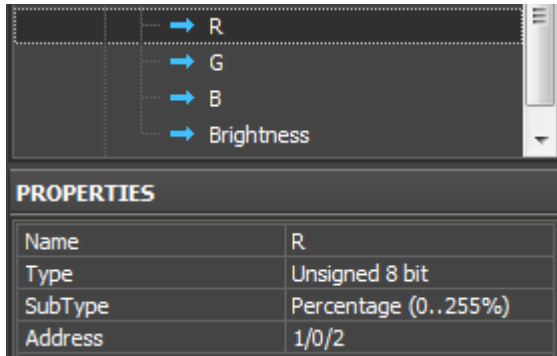 R
G
B
Brightness
PROPERTIES
Name R
Type Unsigned 8 bit
SubType Percentage (0..255%)
Address 1/0/2